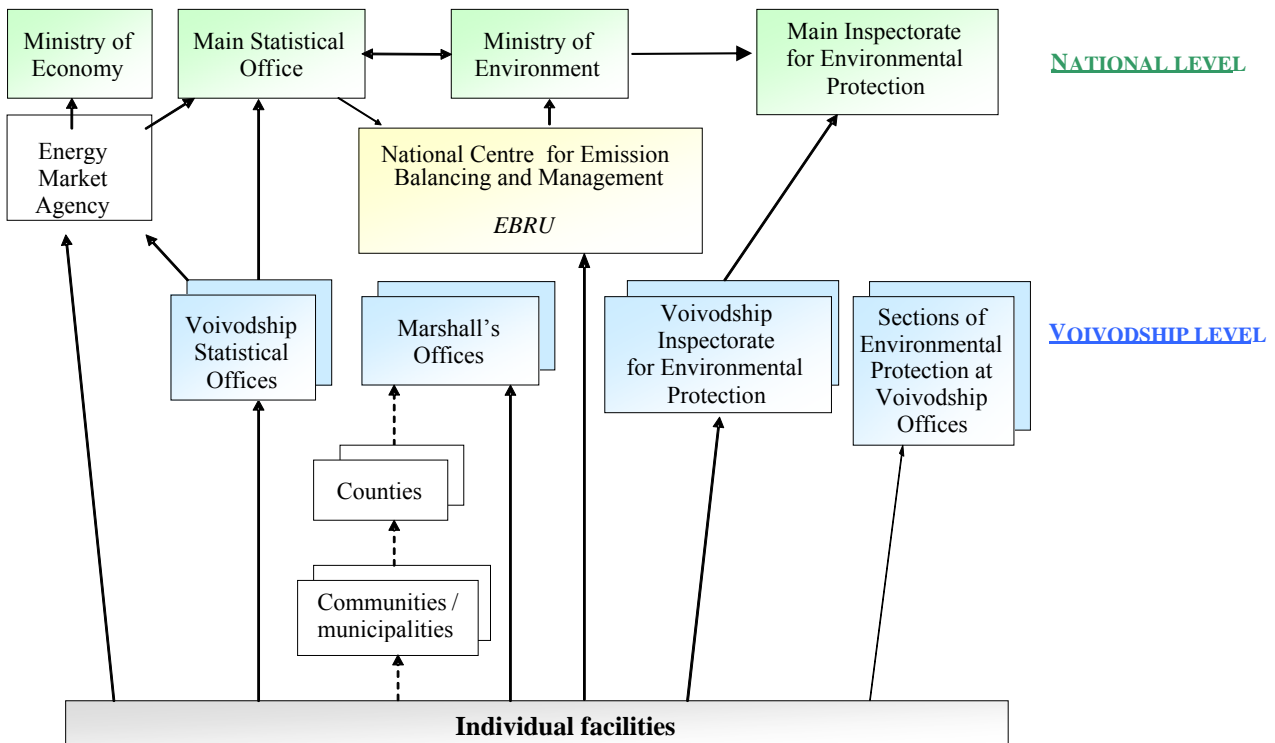 Ministry of
Economy
Main Statistical
Office
Ministry of
Environment
Main Inspectorate
for Environmental
Protection
NATIONAL LEVEL
Energy
Market
Agency
National Centre for Emission
Balancing and Management
EBRU
Voivodship
Statistical
Offices
Marshall's
Offices
Voivodship
Inspectorate
for Environmental
Protection
Sections of
Environmental
Protection at
Voivodship
Offices
VOIVODSHIP LEVEL
Counties
Communities /
municipalities
Individual facilities